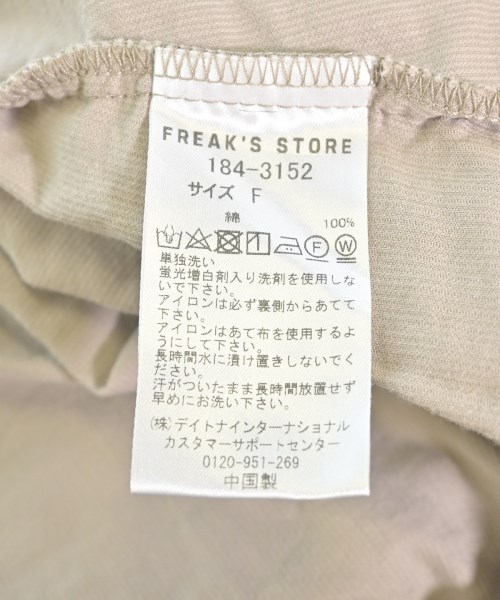 FREAK'S STORE
184-3152
サイズ F
綿 100%
F W
単独洗い
蛍光増白剤入り洗剤を使用しな
いで下さい。
アイロンは必ず裏側からあてて
下さい。
アイロンはあて布を使用するよ
うにして下さい。
長時間水に漬け置きしないでく
ださい。
汗がついたまま長時間放置せず
早めにお洗い下さい。
(株)デイトナインターナショナル
カスタマーサポートセンター
0120-951-269
中国製